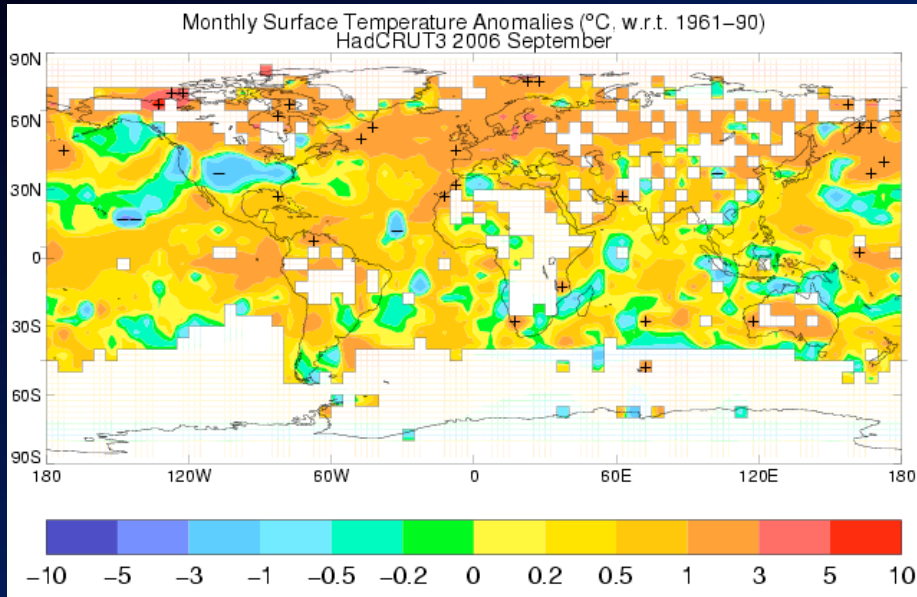 Monthly Surface Temperature Anomalies (ºC, w.r.t. 1961−90)
HadCRUT3 2006 September
90N
60N
30N
0
30S
60S
90S
180 120W 60W 0 60E 120E 180
−10 −5 −3 −1 −0.5 −0.2 0 0.2 0.5 1 3 5 10